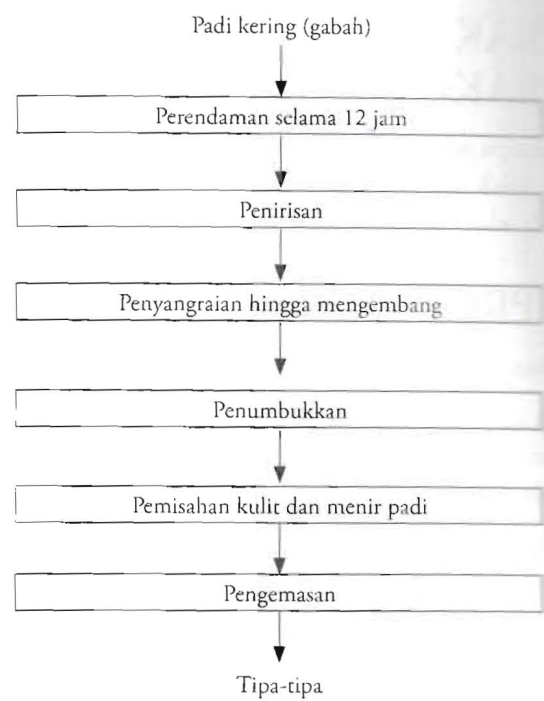 Padi kering (gabah)
Perendaman selama 12 jam
Penirisan
Penyangraian hingga mengembang
Penumbukkan
Pemisahan kulit dan menir padi
Pengemasan
Tipa-tipa